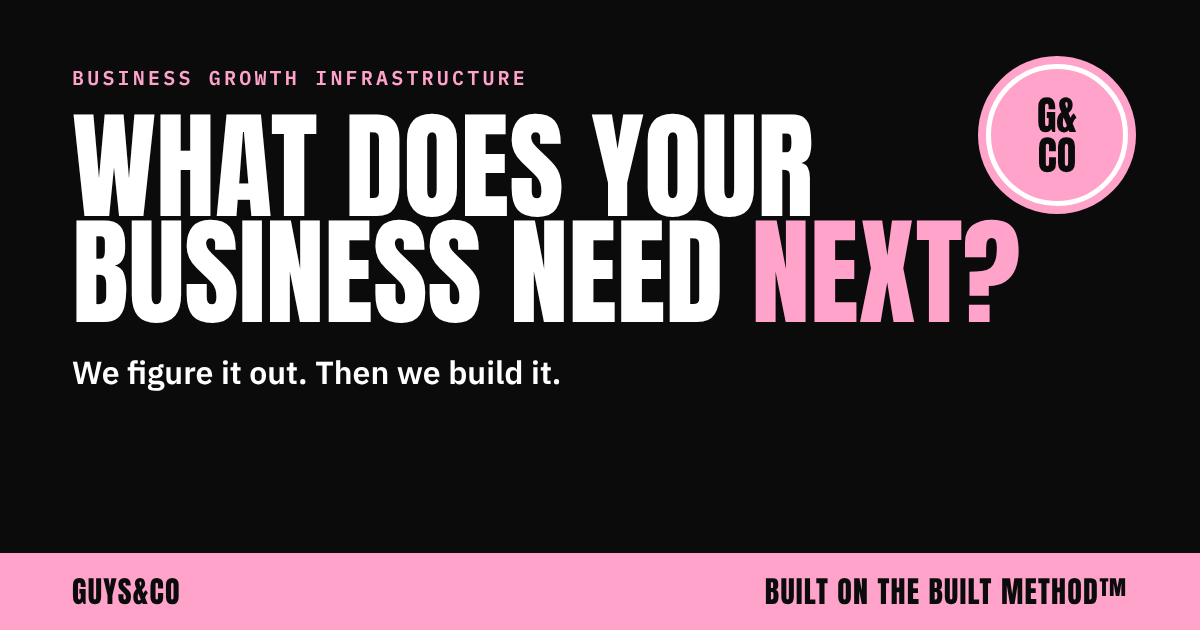 BUSINESS GROWTH INFRASTRUCTURE
WHAT DOES YOUR
BUSINESS NEED NEXT?
We figure it out. Then we build it.
G&
CO
GUYS&CO
BUILT ON THE BUILT METHOD™